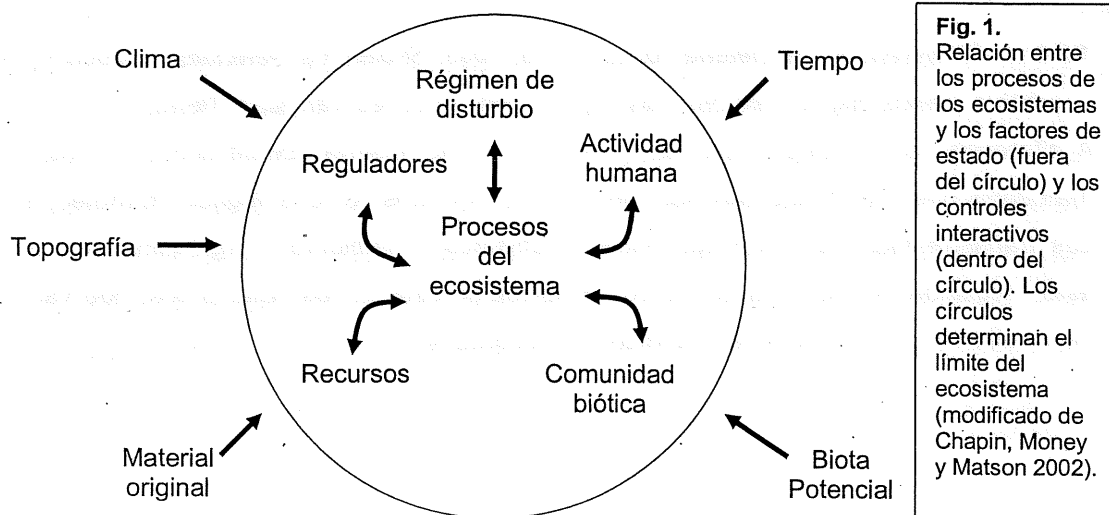 Clima
Tiempo
Régimen de
disturbio
Reguladores
Actividad
humana
Topografía
Procesos
del
ecosistema
Recursos
Comunidad
biótica
Material
original
Biota
Potencial
Fig. 1.
Relación entre
los procesos de
los ecosistemas
y los factores de
estado (fuera
del círculo) y los
controles
interactivos
(dentro del
círculo). Los
círculos
determinan el
límite del
ecosistema
(modificado de
Chapin, Money
y Matson 2002).